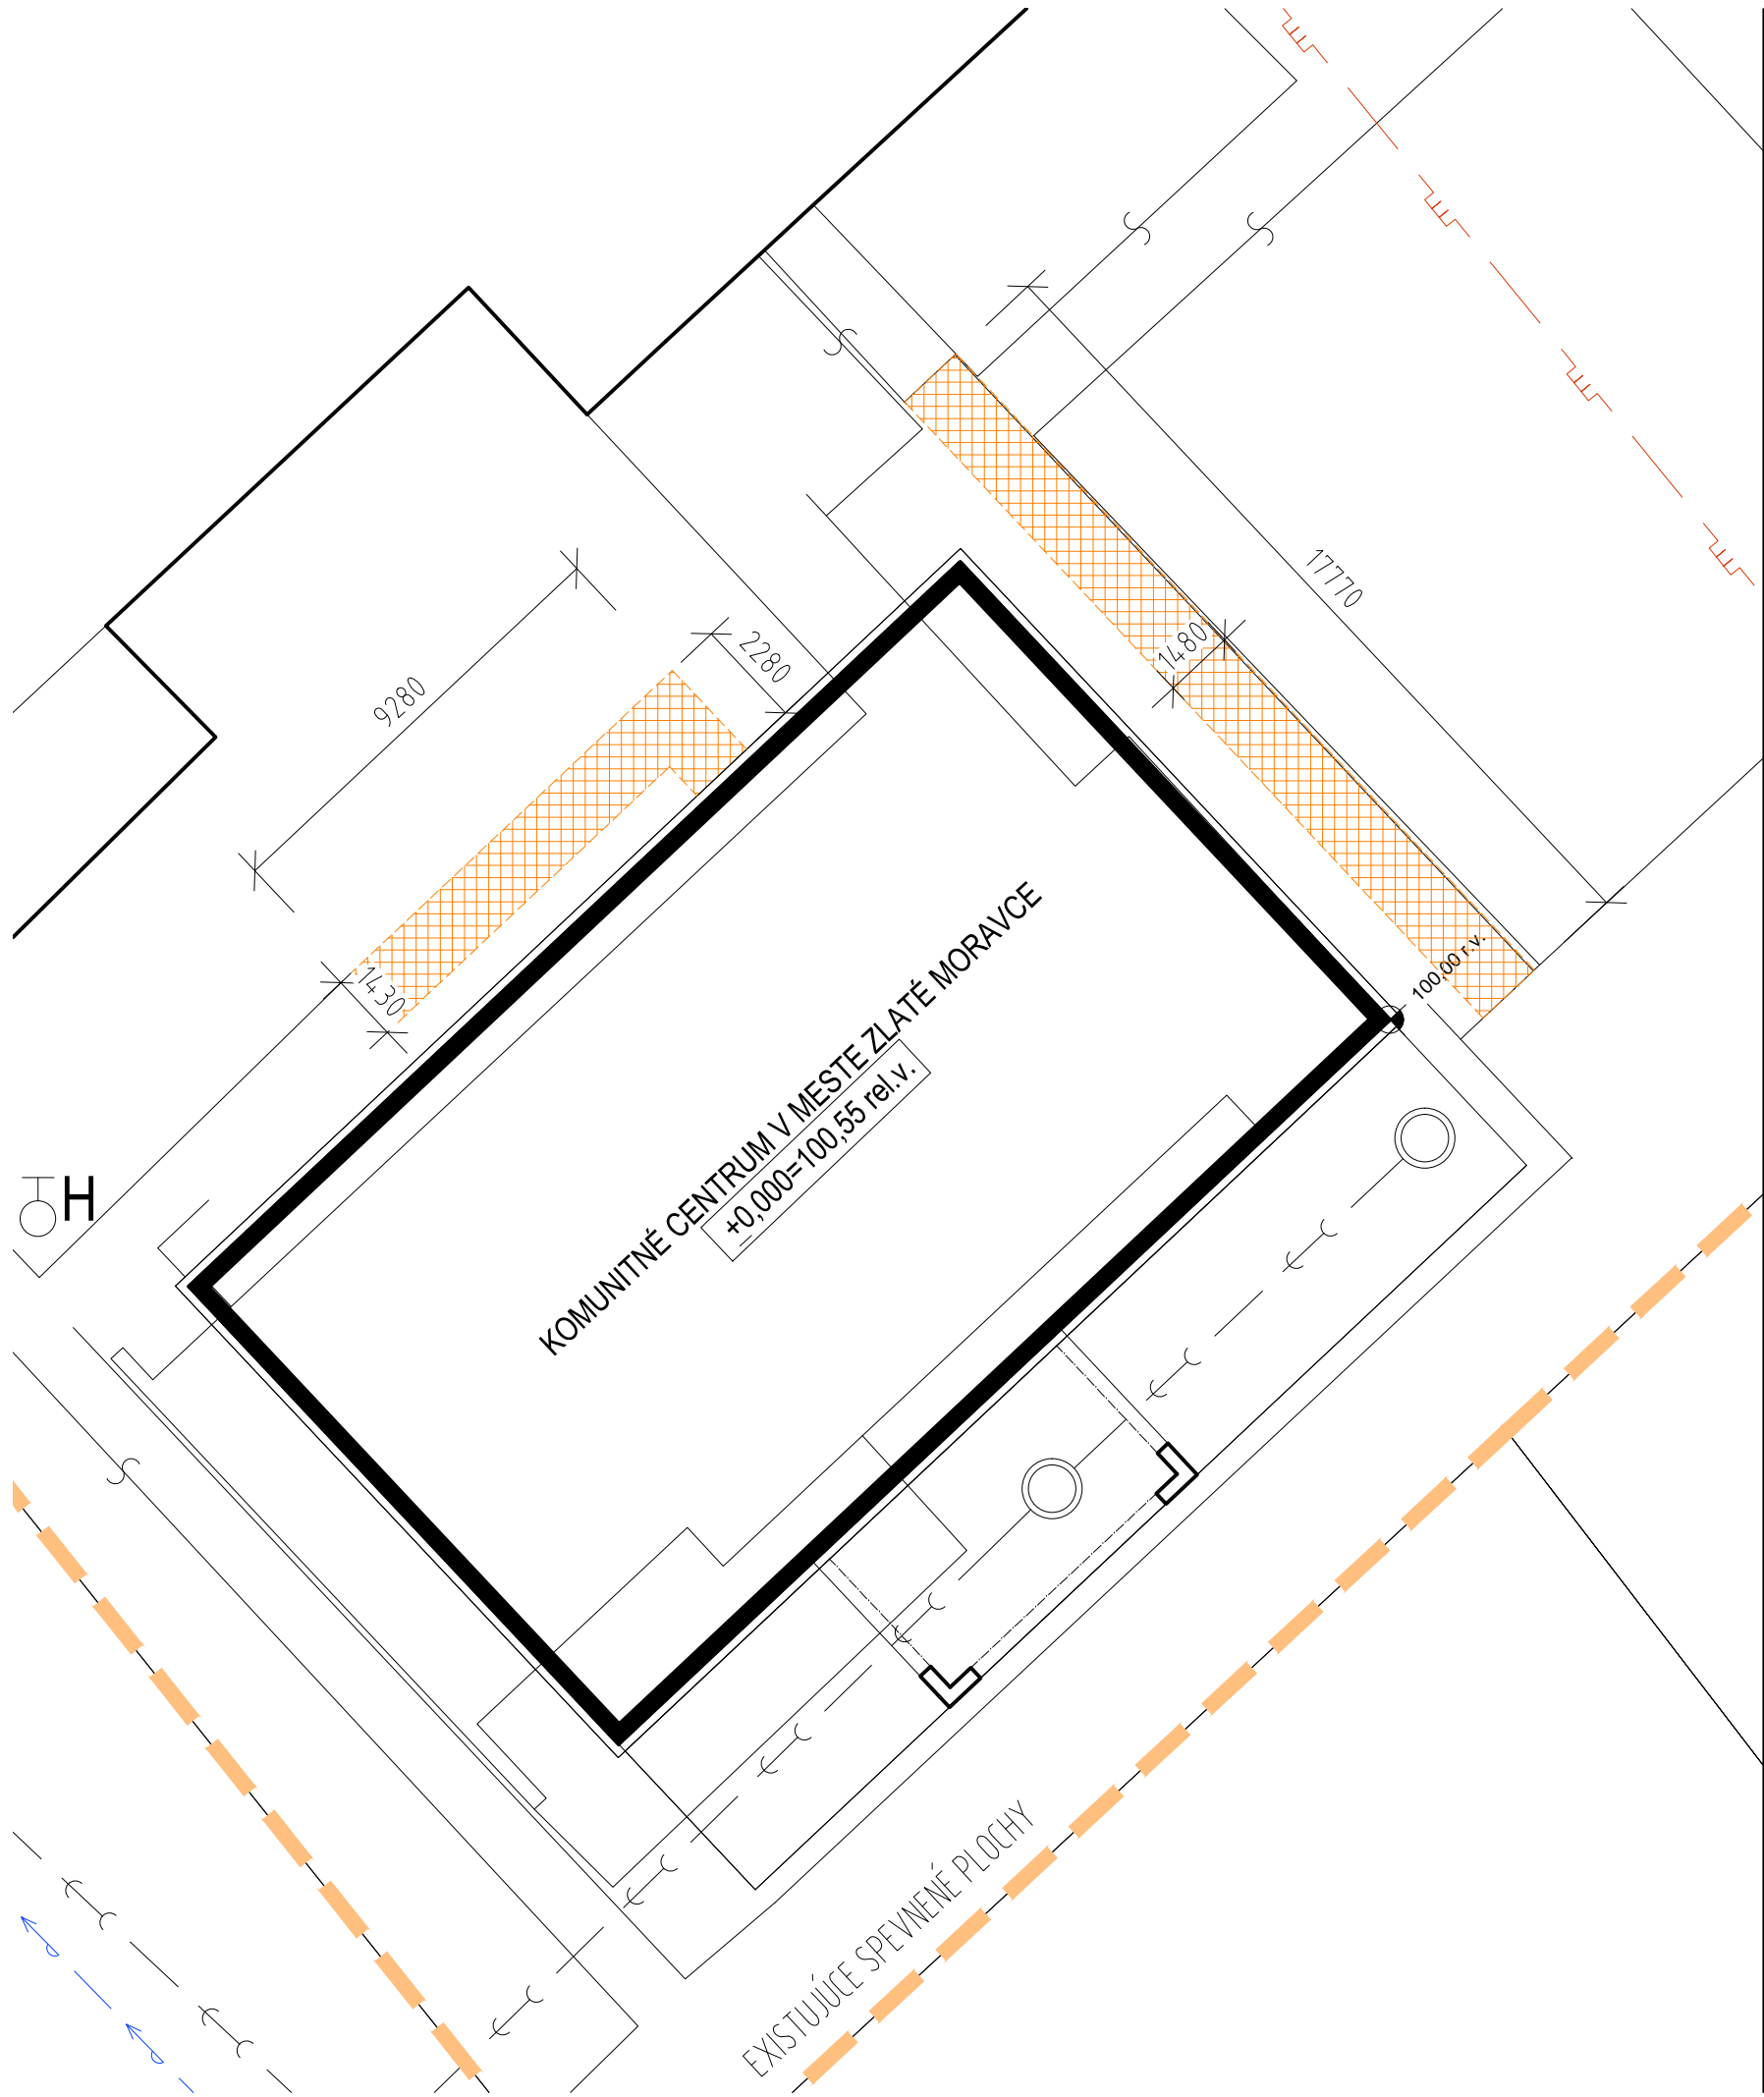 17770
1480
2280
9280
1430
100,00 r.v.
KOMUNITNÉ CENTRUM V MESTE ZLATÉ MORAVCE
±0,000=100,55 rel.v.
H
EXISTUJÚCE SPEVNENÉ PLOCHY